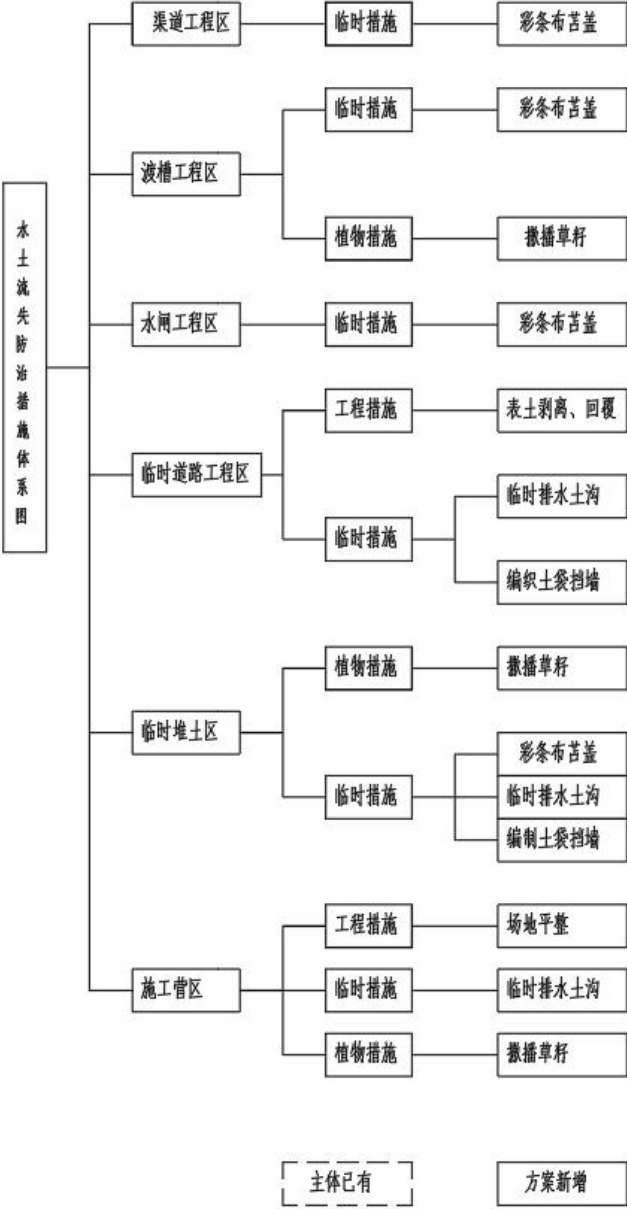 水土流失防治措施体系图
渠道工程区
临时措施
彩条布苫盖
渡槽工程区
临时措施
彩条布苫盖
植物措施
撒播草籽
水闸工程区
临时措施
彩条布苫盖
临时道路工程区
工程措施
表土剥离、回覆
临时措施
临时排水土沟
编织土袋挡墙
临时堆土区
植物措施
撒播草籽
临时措施
彩条布苫盖
临时排水土沟
编制土袋挡墙
施工营区
工程措施
场地平整
临时措施
临时排水土沟
植物措施
撒播草籽
主体已有
方案新增